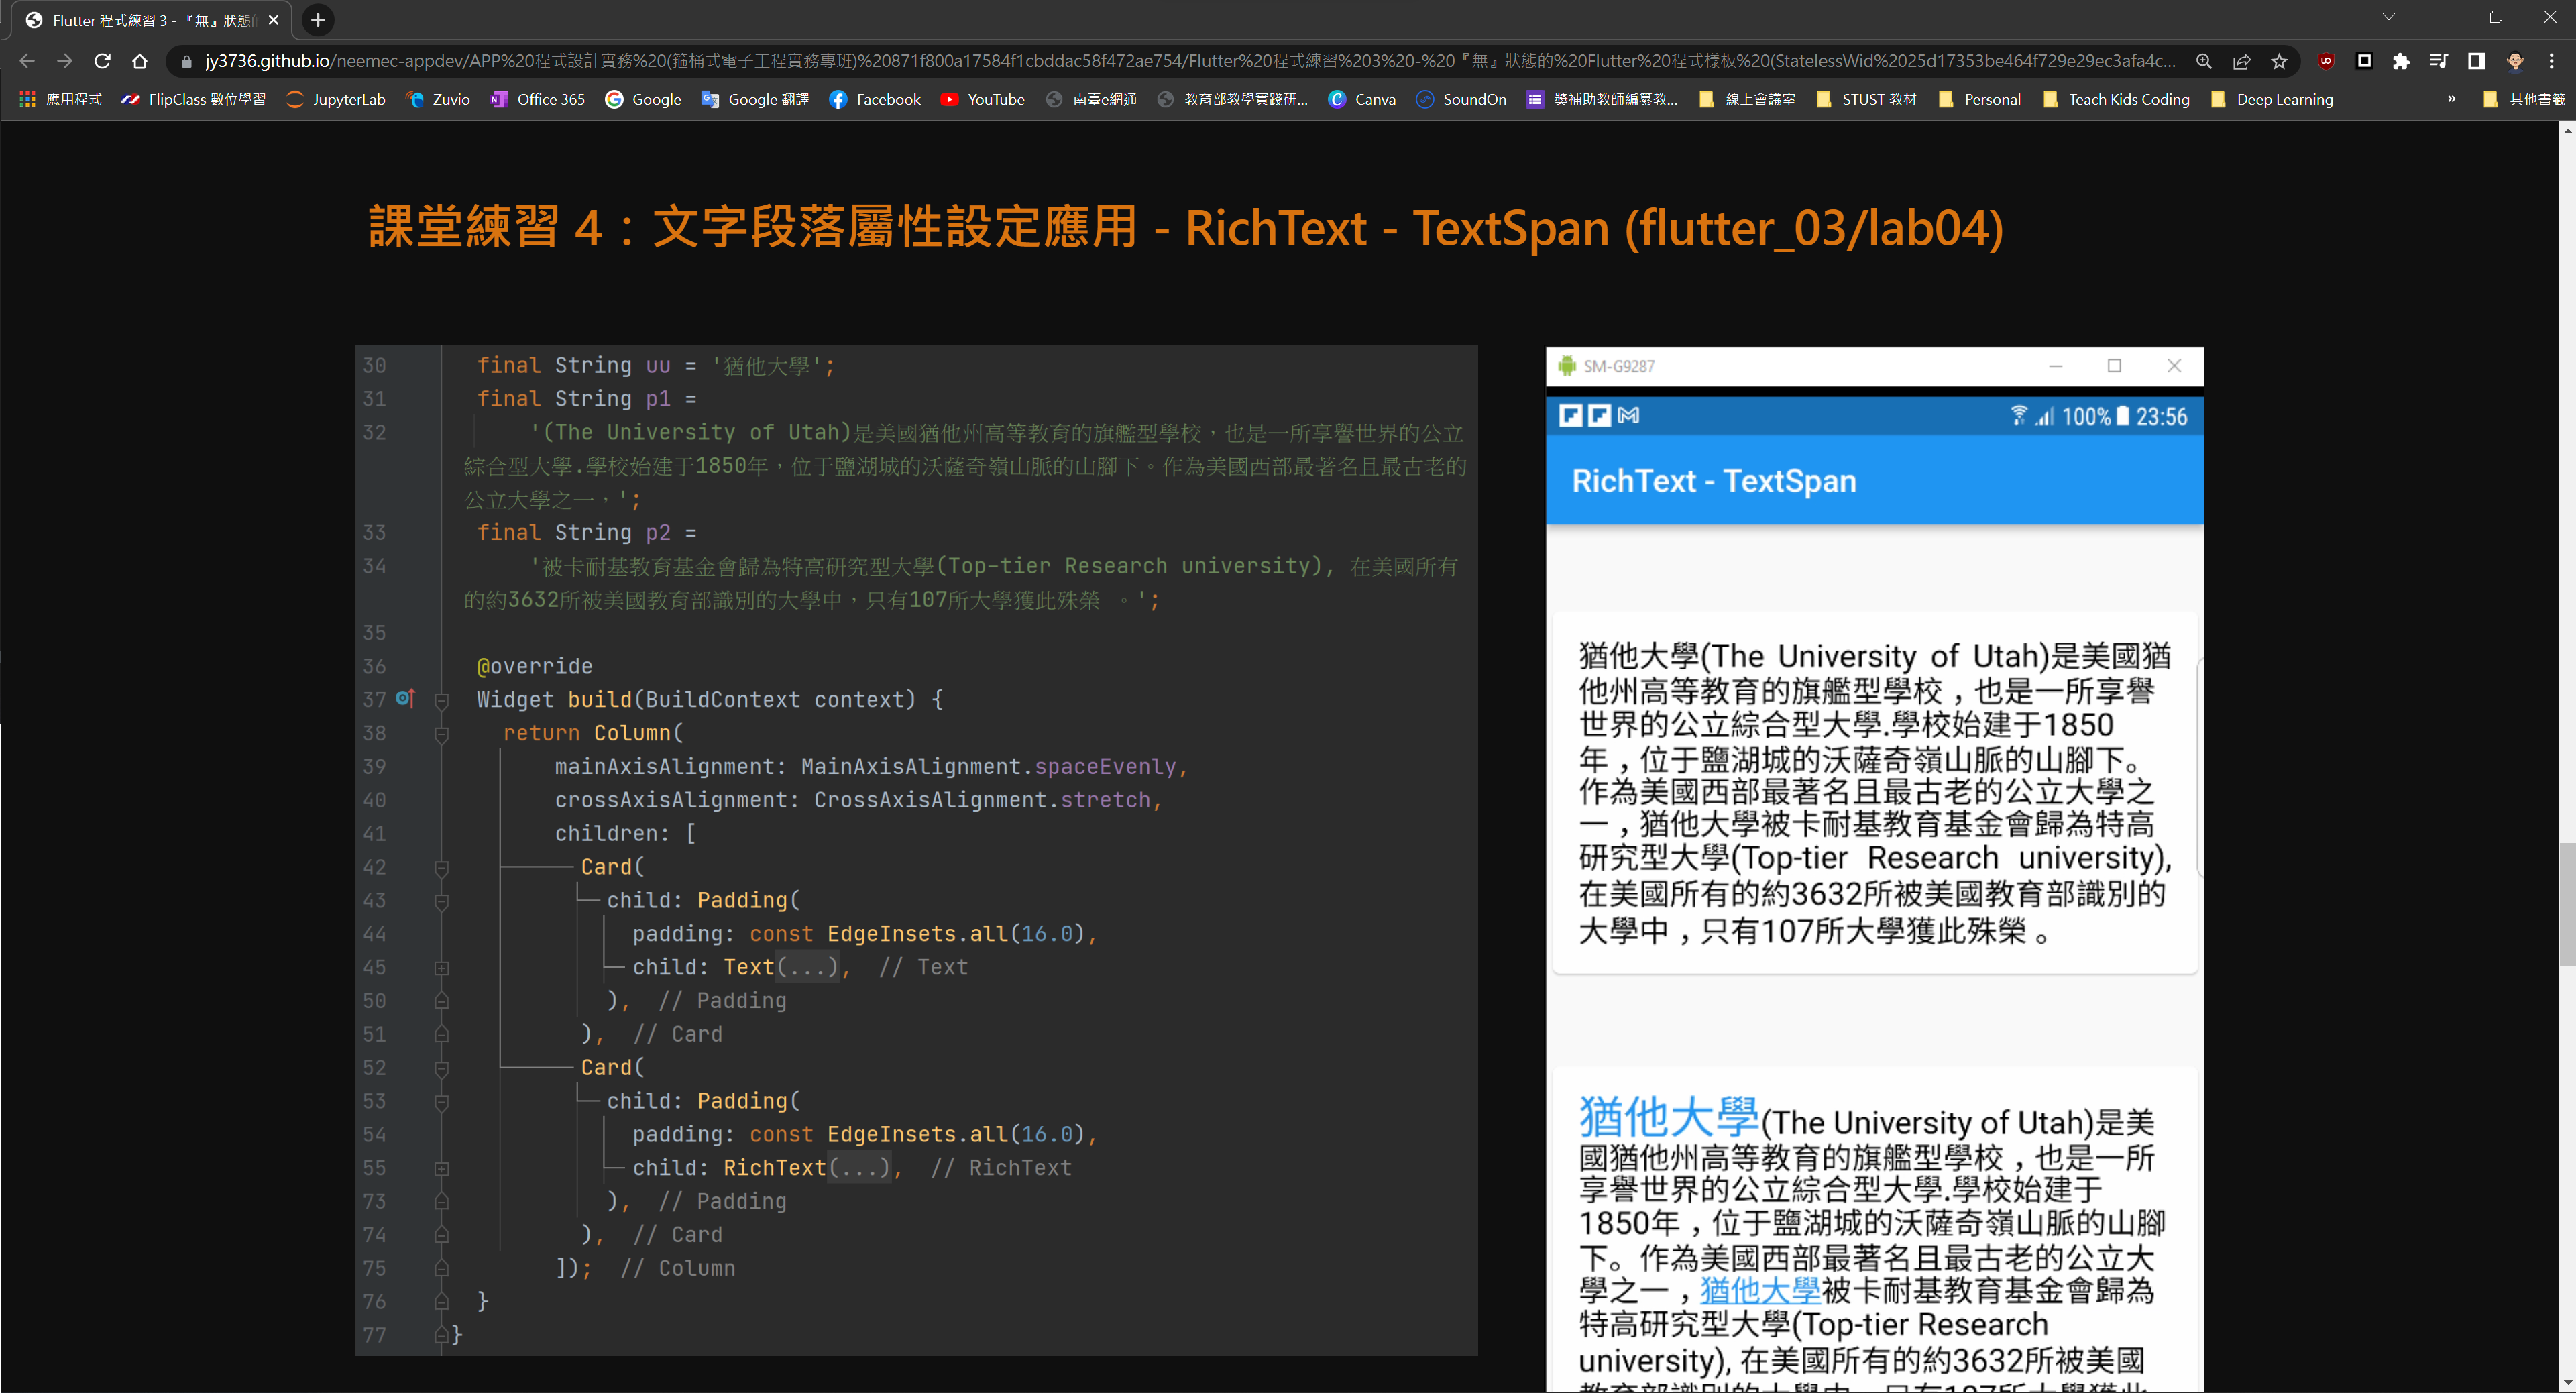 Flutter 程式練習 3 - 『無』狀態的
jy3736.github.io/neemec-appdev/APP%20程式設計實務%20(箍桶式電子工程實務專班)%20871f800a17584f1cbddac58f472ae754/Flutter%20程式練習%203%20-%20『無』狀態的%20Flutter%20程式樣板%20(StatelessWid%2025d17353be464f729e29ec3afa4c...
應用程式 FlipClass 數位學習 JupyterLab Zuvio Office 365 Google Google 翻譯 Facebook YouTube 南臺e網通 教育部教學實踐研... Canva SoundOn 獎補助教師編纂教... 線上會議室 STUST 教材 Personal Teach Kids Coding Deep Learning » 其他書籤
課堂練習 4：文字段落屬性設定應用 - RichText - TextSpan (flutter_03/lab04)
30 final String uu = '猶他大學';
31 final String p1 =
32 '(The University of Utah)是美國猶他州高等教育的旗艦型學校，也是一所享譽世界的公立
綜合型大學.學校始建于1850年，位于鹽湖城的沃薩奇嶺山脈的山腳下。作為美國西部最著名且最古老的
公立大學之一，';
33 final String p2 =
34 '被卡耐基教育基金會歸為特高研究型大學(Top-tier Research university), 在美國所有
的約3632所被美國教育部識別的大學中，只有107所大學獲此殊榮 。';
35
36 @override
37 Widget build(BuildContext context) {
38 return Column(
39 mainAxisAlignment: MainAxisAlignment.spaceEvenly,
40 crossAxisAlignment: CrossAxisAlignment.stretch,
41 children: [
42 Card(
43 child: Padding(
44 padding: const EdgeInsets.all(16.0),
45 child: Text(...), // Text
50 ), // Padding
51 ), // Card
52 Card(
53 child: Padding(
54 padding: const EdgeInsets.all(16.0),
55 child: RichText(...), // RichText
73 ), // Padding
74 ), // Card
75 ]); // Column
76 }
77 }
SM-G9287
100% 23:56
RichText - TextSpan
猶他大學(The University of Utah)是美國猶
他州高等教育的旗艦型學校，也是一所享譽
世界的公立綜合型大學.學校始建于1850
年，位于鹽湖城的沃薩奇嶺山脈的山腳下。
作為美國西部最著名且最古老的公立大學之
一，猶他大學被卡耐基教育基金會歸為特高
研究型大學(Top-tier Research university),
在美國所有的約3632所被美國教育部識別的
大學中，只有107所大學獲此殊榮 。
猶他大學(The University of Utah)是美
國猶他州高等教育的旗艦型學校，也是一所
享譽世界的公立綜合型大學.學校始建于
1850年，位于鹽湖城的沃薩奇嶺山脈的山腳
下。作為美國西部最著名且最古老的公立大
學之一，猶他大學被卡耐基教育基金會歸為
特高研究型大學(Top-tier Research
university), 在美國所有的約3632所被美國
教育部識別的大學中，只有107所大學獲此